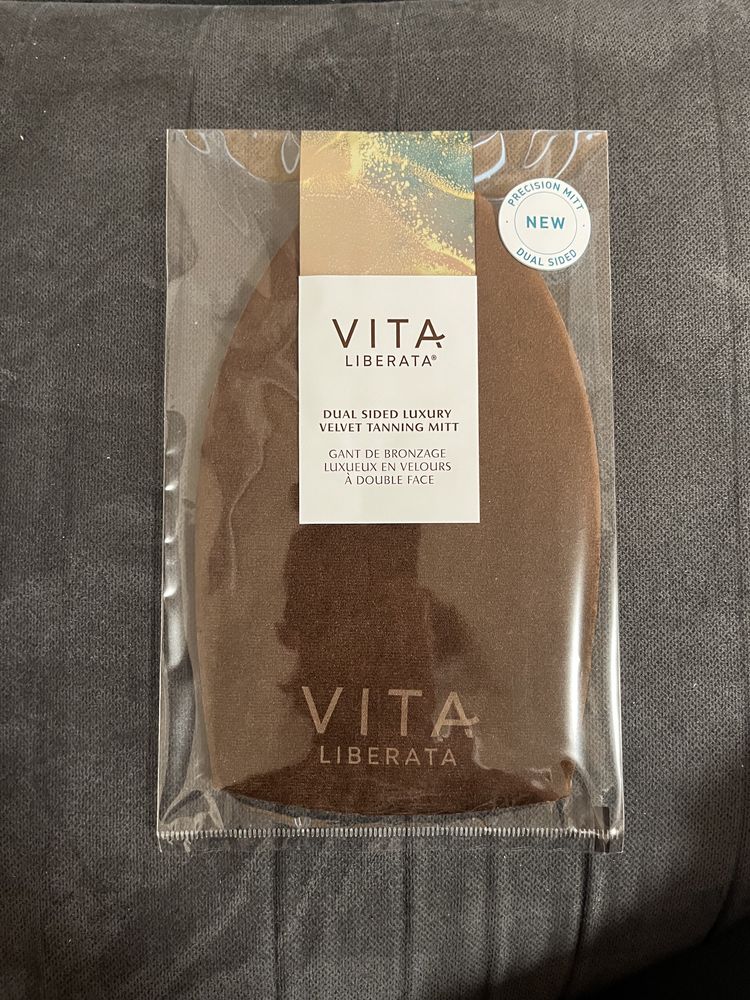 PRECISION MITT
NEW
DUAL SIDED
VITA
LIBERATA®
DUAL SIDED LUXURY
VELVET TANNING MITT
GANT DE BRONZAGE
LUXUEUX EN VELOURS
À DOUBLE FACE
VITA
LIBERATA